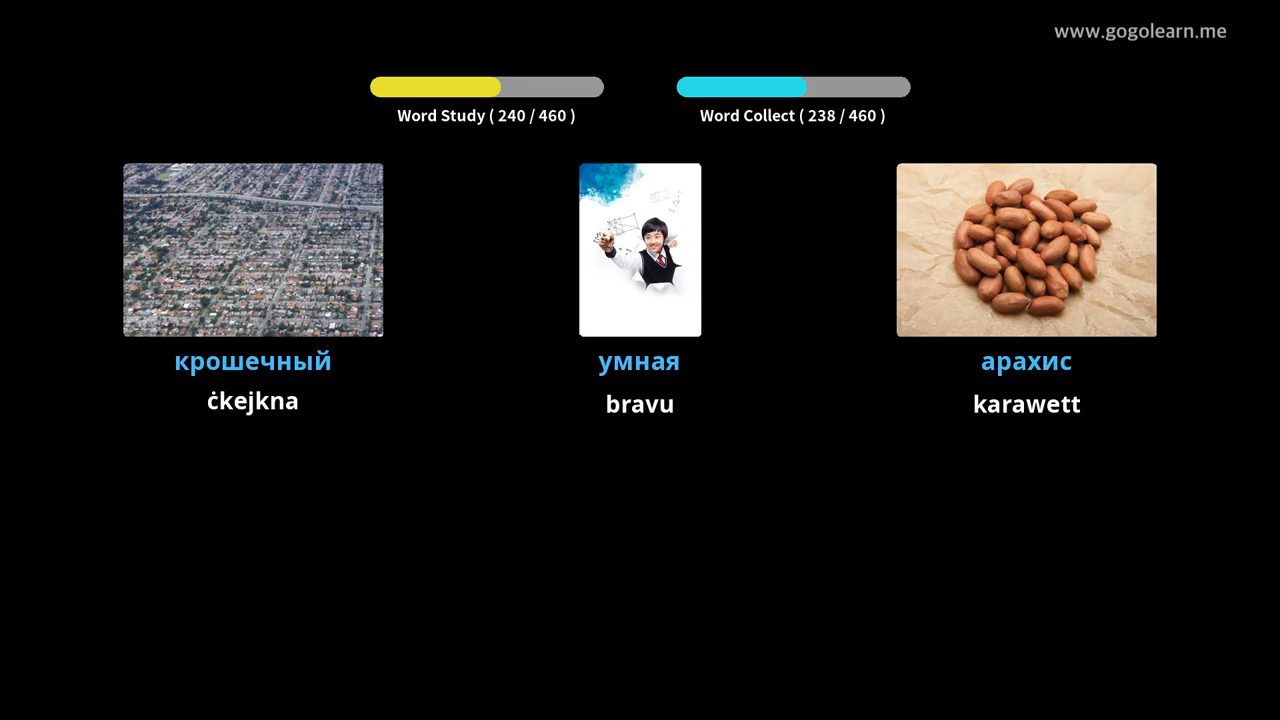 www.gogolearn.me
Word Study ( 240 / 460 )
Word Collect ( 238 / 460 )
крошечный
умная
арахис
ċkejkna
bravu
karawett